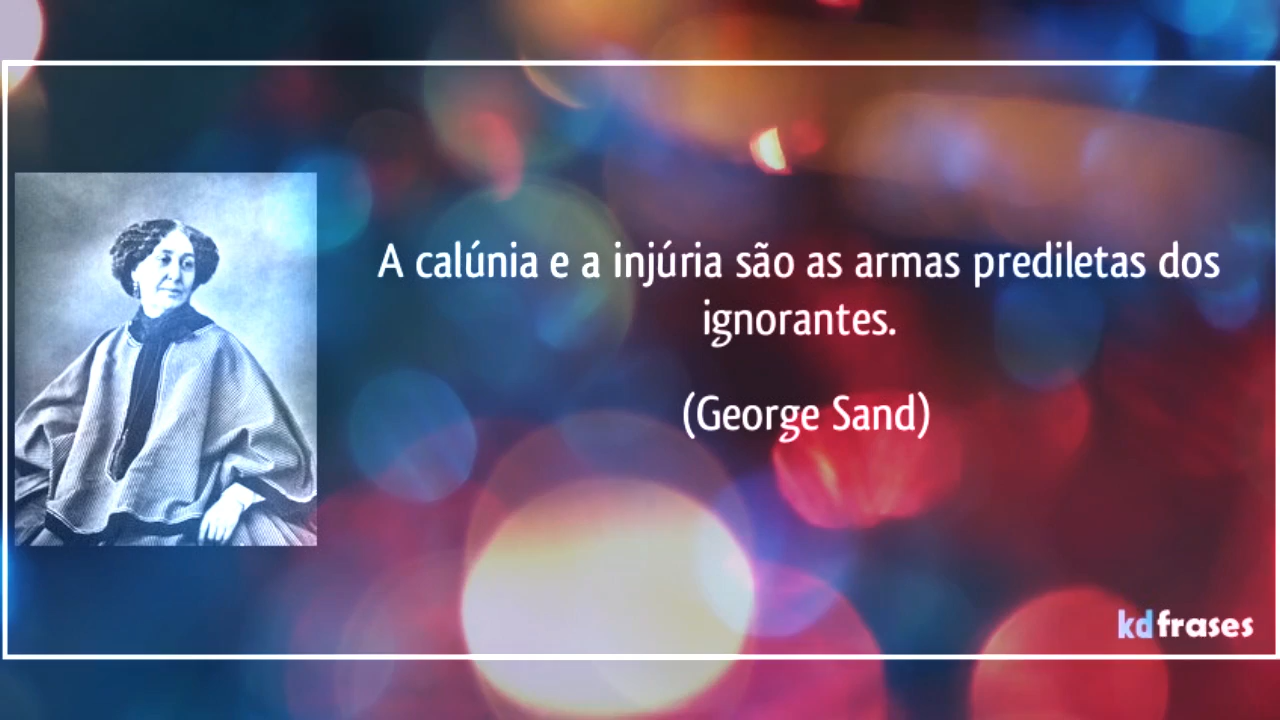 A calúnia e a injúria são as armas prediletas dos
ignorantes.
(George Sand)
kdfrases